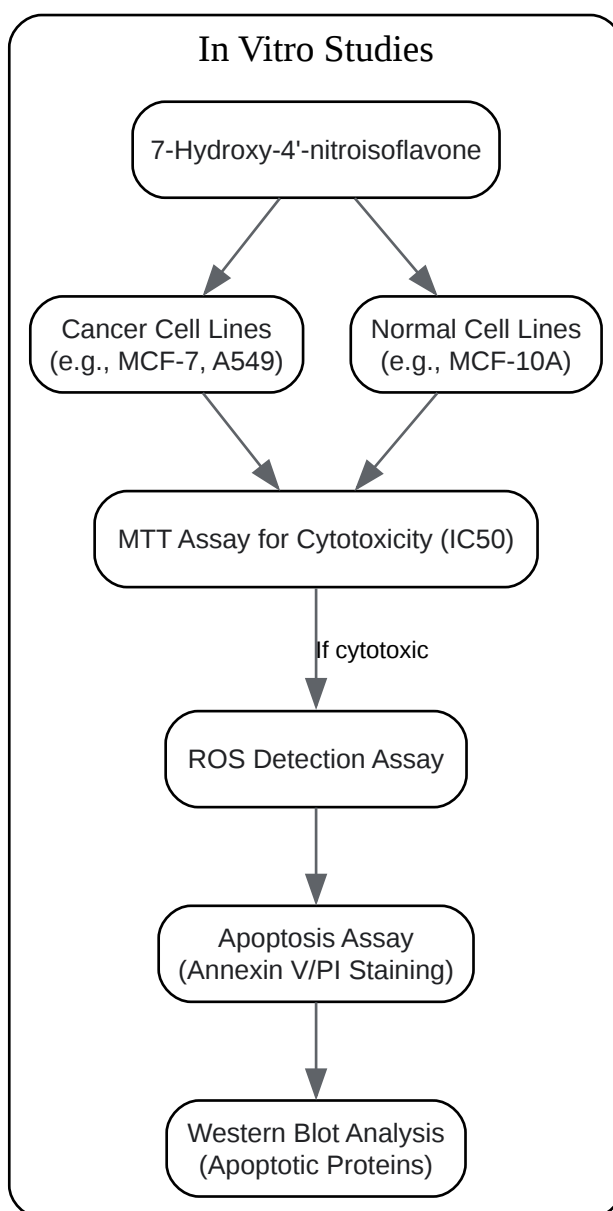 In Vitro Studies
7-Hydroxy-4'-nitroisoflavone
Cancer Cell Lines
(e.g., MCF-7, A549)
Normal Cell Lines
(e.g., MCF-10A)
MTT Assay for Cytotoxicity (IC50)
If cytotoxic
ROS Detection Assay
Apoptosis Assay
(Annexin V/PI Staining)
Western Blot Analysis
(Apoptotic Proteins)